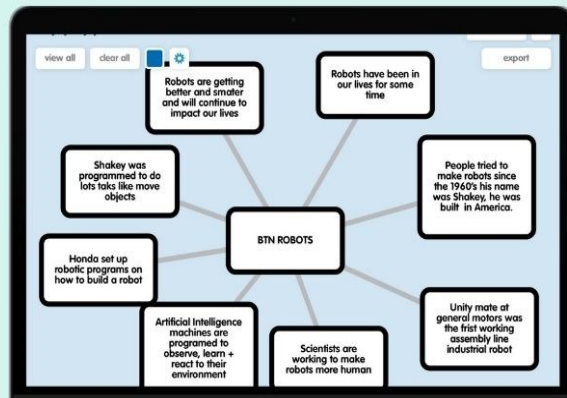 view all
clear all
export
Robots are getting
better and smater
and will continue to
impact our lives
Robots have been in
our lives for some
time
Shakey was
programmed to do
lots taks like move
objects
People tried to
make robots since
the 1960's his name
was Shakey, he was
built in America.
BTN ROBOTS
Honda set up
robotic programs on
how to build a robot
Artificial Intelligence
machines are
programed to
observe, learn +
react to their
environment
Scientists are
working to make
robots more human
Unity mate at
general motors was
the frist working
assembly line
industrial robot